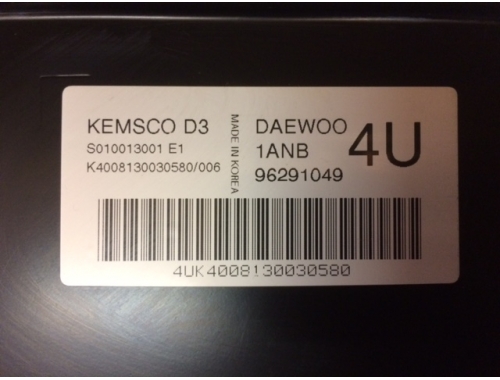 KEMSCO D3
S010013001 E1
K4008130030580/006
MADE IN KOREA
DAEWOO
1ANB
96291049
4U
4UK4008130030580